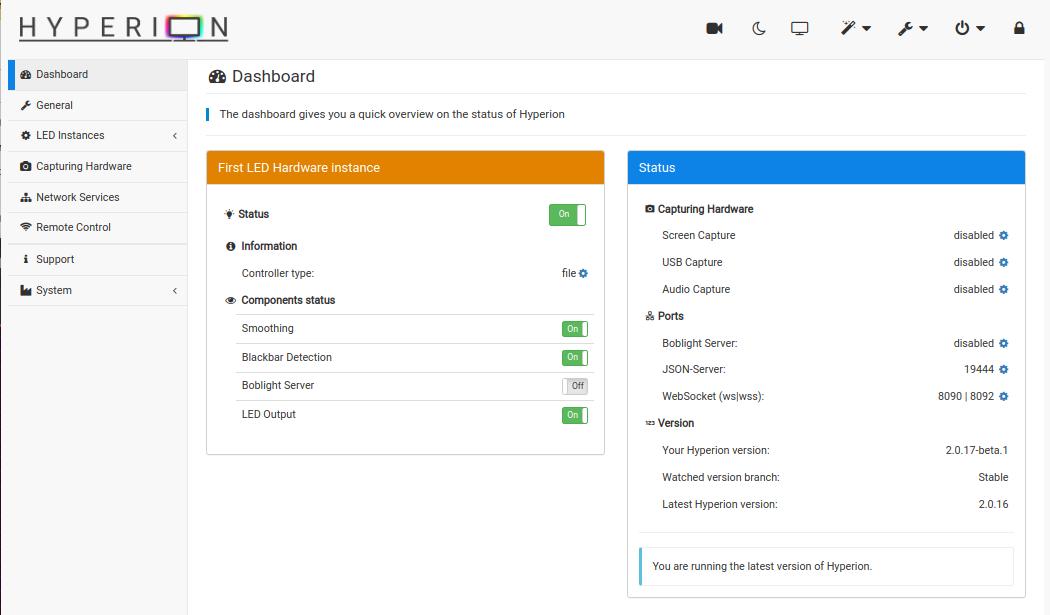 HYPERION
Dashboard
General
LED Instances
Capturing Hardware
Network Services
Remote Control
Support
System
Dashboard
The dashboard gives you a quick overview on the status of Hyperion
First LED Hardware Instance
Status On
Information
Controller type: file
Components status
Smoothing On
Blackbar Detection On
Boblight Server Off
LED Output On
Status
Capturing Hardware
Screen Capture disabled
USB Capture disabled
Audio Capture disabled
Ports
Boblight Server: disabled
JSON-Server: 19444
WebSocket (ws|wss): 8090 | 8092
123 Version
Your Hyperion version: 2.0.17-beta.1
Watched version branch: Stable
Latest Hyperion version: 2.0.16
You are running the latest version of Hyperion.